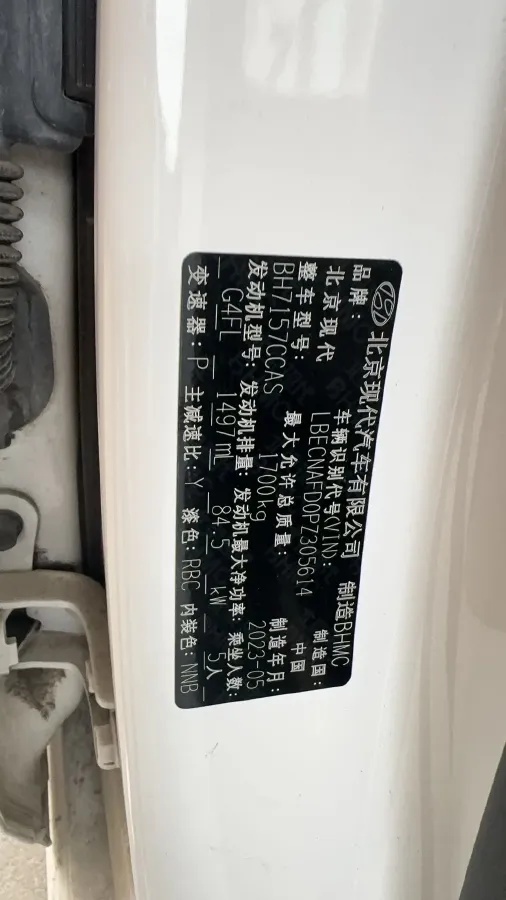 北京现代汽车有限公司 制造BHMC
品牌: 车辆识别代号(VIN): 制造国:
北京现代 LBECNAFD0P7305614 中国
整车型号: 最大允许总质量: 制造年月:
BH7157CCAS 1700kg 2023-05
发动机型号: 发动机排量: 发动机最大净功率: 乘坐人数:
G4FL 1497mL 84.5 kW 5人
变速器: P 主减速比: Y 漆色: RBC 内装色: NNB